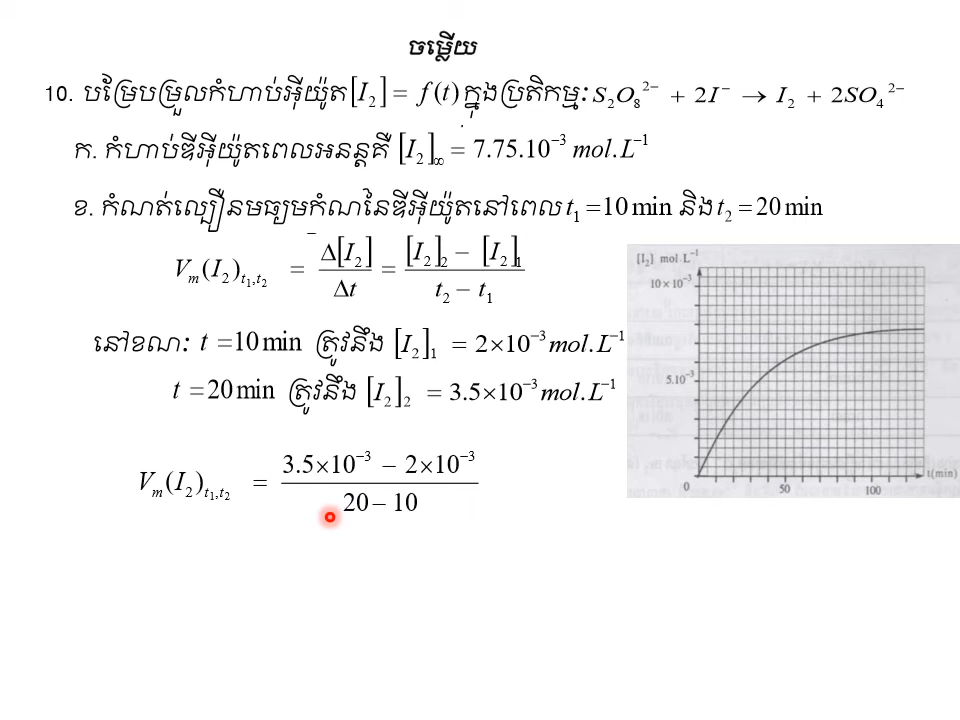 ចម្លើយ
10. បម្រែបម្រួលកំហាប់អ៊ីយ៉ូត [I₂] = f(t) ក្នុងប្រតិកម្ម: S₂O₈²⁻ + 2I⁻ → I₂ + 2SO₄²⁻
ក. កំហាប់ឌីអ៊ីយ៉ូតពេលអនន្តគឺ [I₂]∞ = 7.75.10⁻³ mol.L⁻¹
ខ. កំណត់ល្បឿនមធ្យមកំណនៃឌីអ៊ីយ៉ូតនៅពេល t₁ = 10 min និង t₂ = 20 min
Vₘ(I₂)t₁,t₂ = Δ[I₂]/Δt = ([I₂]₂ − [I₂]₁)/(t₂ − t₁)
នៅខណ: t = 10 min ត្រូវនឹង [I₂]₁ = 2×10⁻³ mol.L⁻¹
t = 20 min ត្រូវនឹង [I₂]₂ = 3.5×10⁻³ mol.L⁻¹
Vₘ(I₂)t₁,t₂ = (3.5×10⁻³ − 2×10⁻³)/(20 − 10)
[I₂] mol·L⁻¹
10×10⁻³
5.10⁻³
t(min)
0 50 100